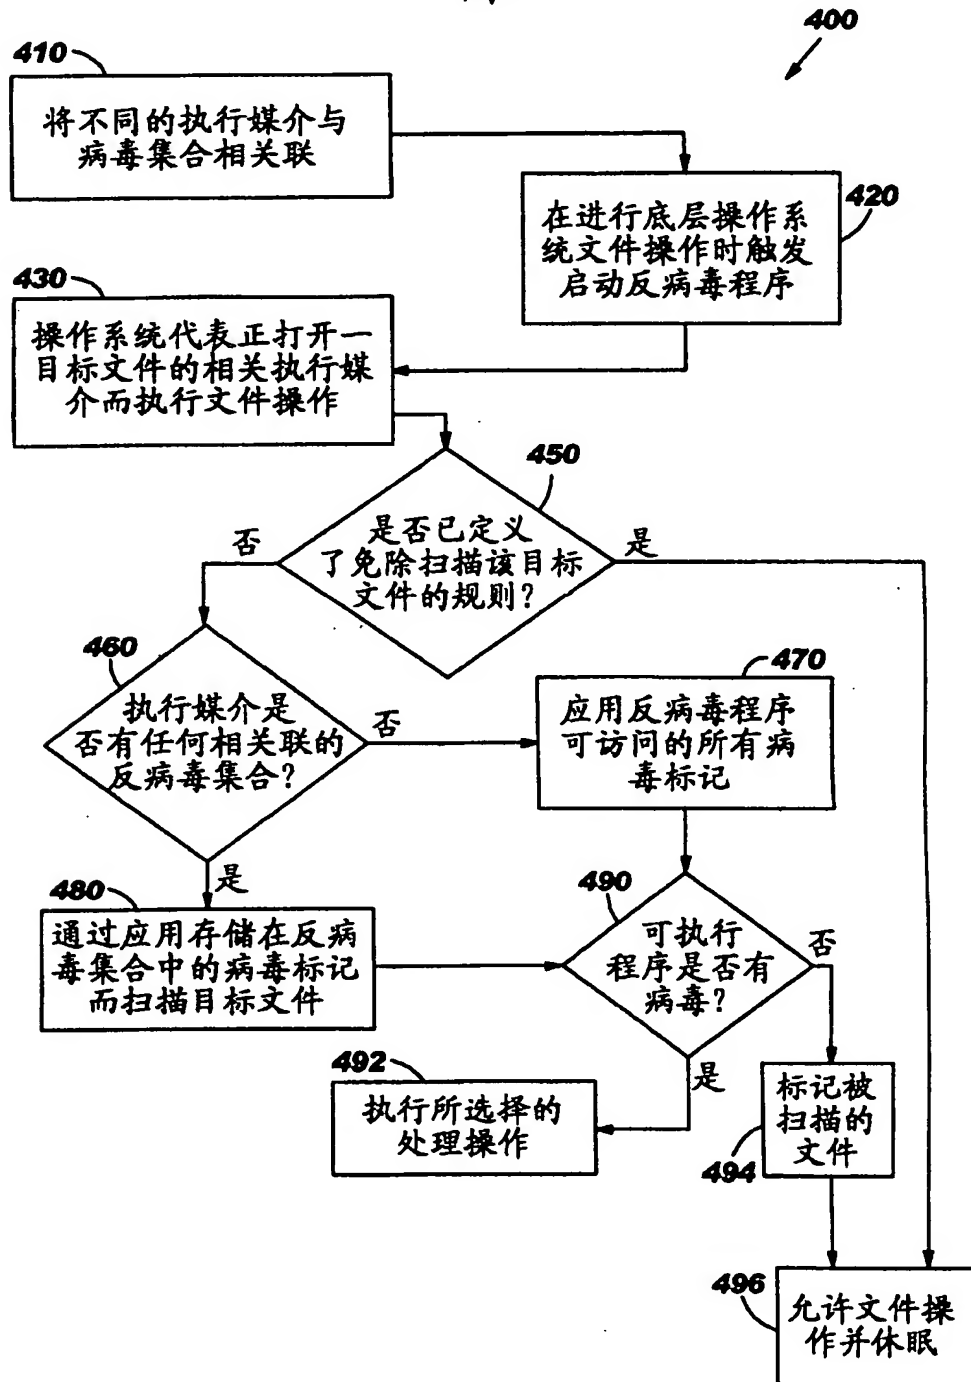 400
410
将不同的执行媒介与
病毒集合相关联
420
在进行底层操作系
统文件操作时触发
启动反病毒程序
430
操作系统代表正打开一
目标文件的相关执行媒
介而执行文件操作
450
是否已定义
了免除扫描该目标
文件的规则?
否
是
460
执行媒介是
否有任何相关联的
反病毒集合?
否
470
应用反病毒程序
可访问的所有病
毒标记
是
480
通过应用存储在反病
毒集合中的病毒标记
而扫描目标文件
490
可执行
程序是否有
病毒?
否
是
492
执行所选择的
处理操作
标记被
扫描的
文件
494
496
允许文件操
作并休眠